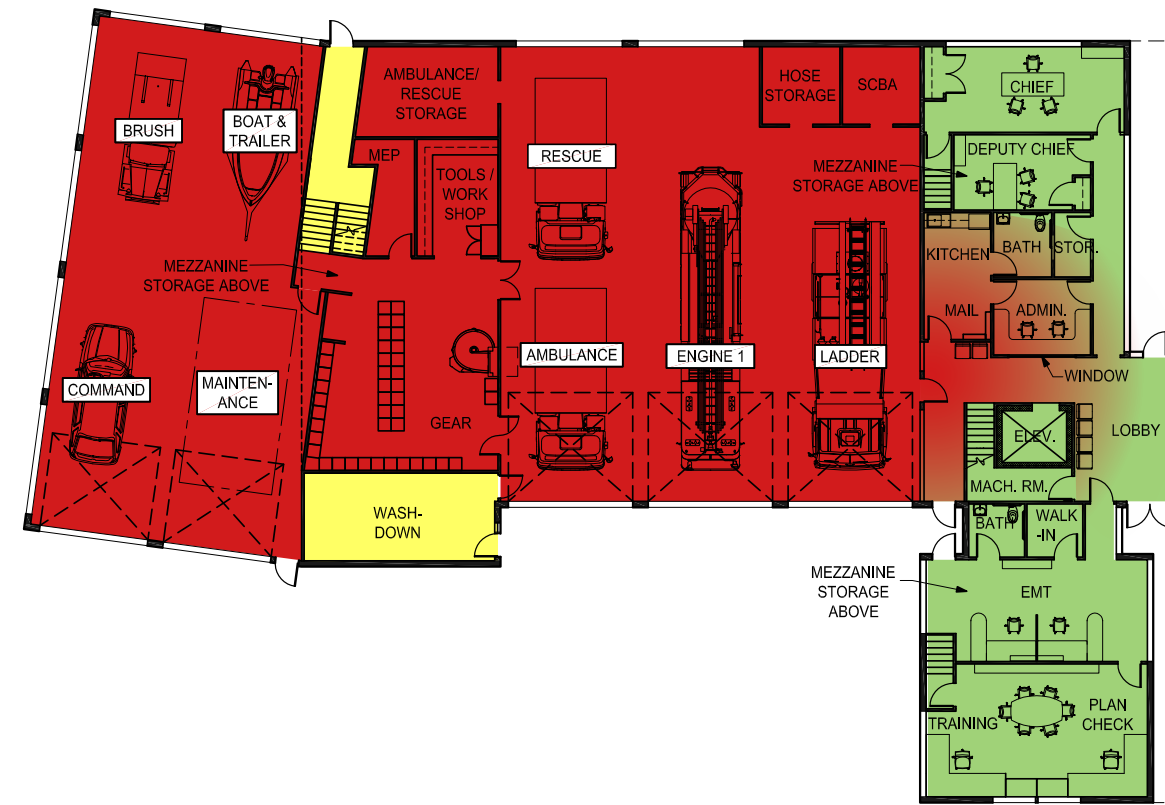 AMBULANCE/
RESCUE
STORAGE
HOSE
STORAGE
SCBA
CHIEF
BRUSH
BOAT &
TRAILER
MEP
RESCUE
MEZZANINE
STORAGE ABOVE
DEPUTY CHIEF
TOOLS /
WORK
SHOP
KITCHEN
BATH
STOR.
MEZZANINE
STORAGE ABOVE
MAIL
ADMIN.
COMMAND
MAINTEN-
ANCE
AMBULANCE
ENGINE 1
LADDER
WINDOW
GEAR
ELEV.
LOBBY
MACH. RM.
WASH-
DOWN
BATH
WALK
-IN
MEZZANINE
STORAGE
ABOVE
EMT
TRAINING
PLAN
CHECK